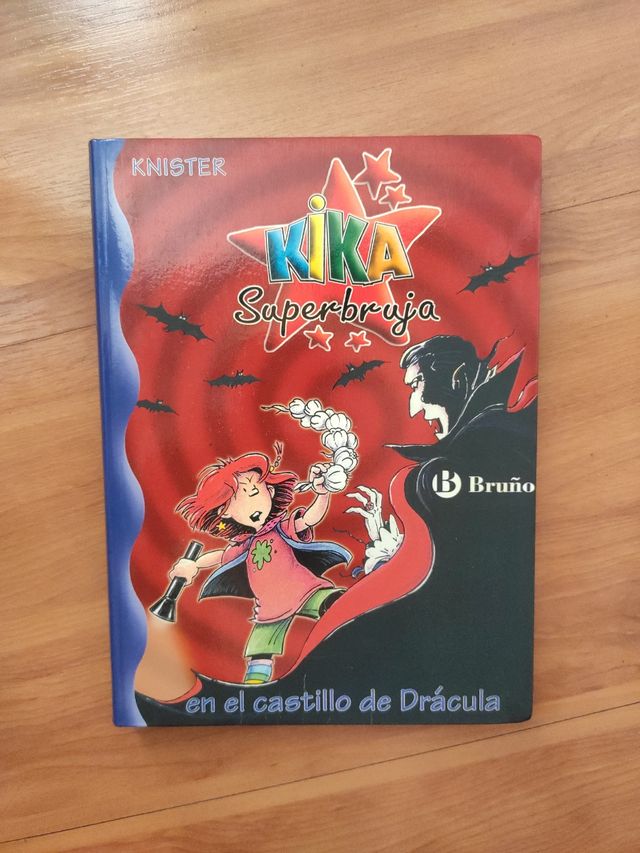 KNISTER
KiKA
Superbruja
B Bruño
en el castillo de Drácula